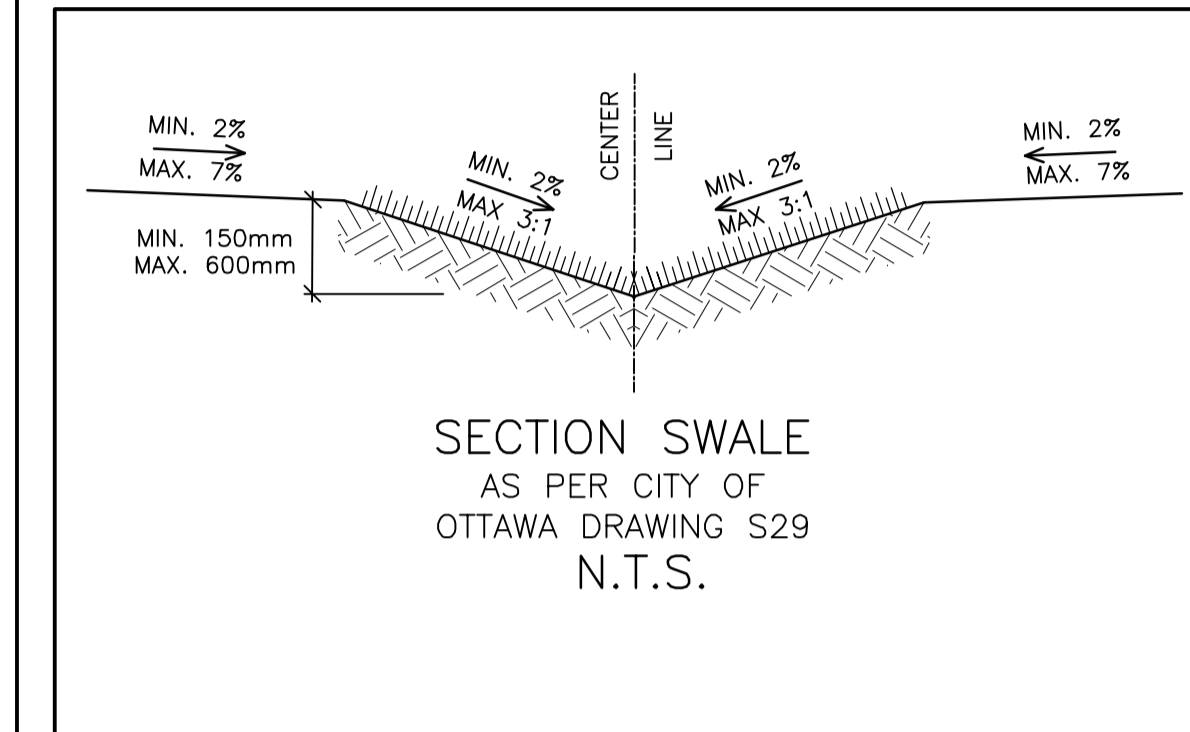 MIN. 2%
MAX. 7%
MIN. 150mm
MAX. 600mm
MIN. 2%
MAX 3:1
CENTER
LINE
MIN. 2%
MAX 3:1
MIN. 2%
MAX. 7%
SECTION SWALE
AS PER CITY OF
OTTAWA DRAWING S29
N.T.S.